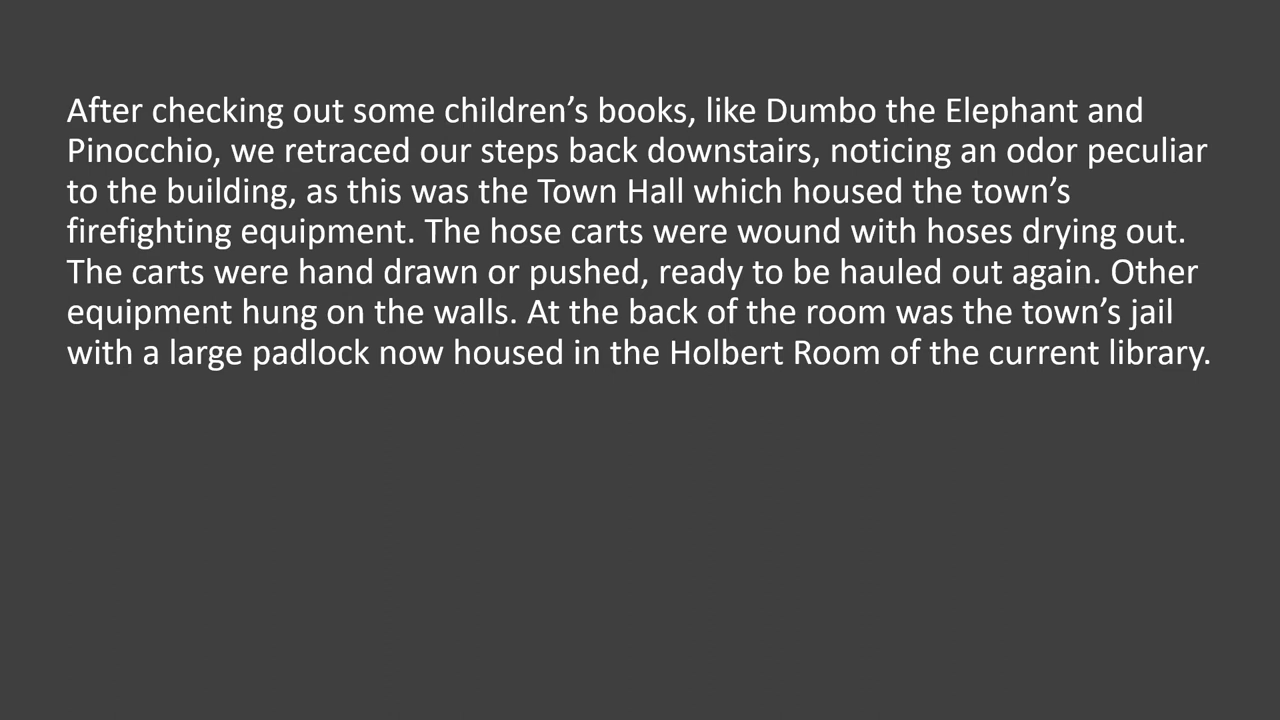 After checking out some children’s books, like Dumbo the Elephant and
Pinocchio, we retraced our steps back downstairs, noticing an odor peculiar
to the building, as this was the Town Hall which housed the town’s
firefighting equipment. The hose carts were wound with hoses drying out.
The carts were hand drawn or pushed, ready to be hauled out again. Other
equipment hung on the walls. At the back of the room was the town’s jail
with a large padlock now housed in the Holbert Room of the current library.